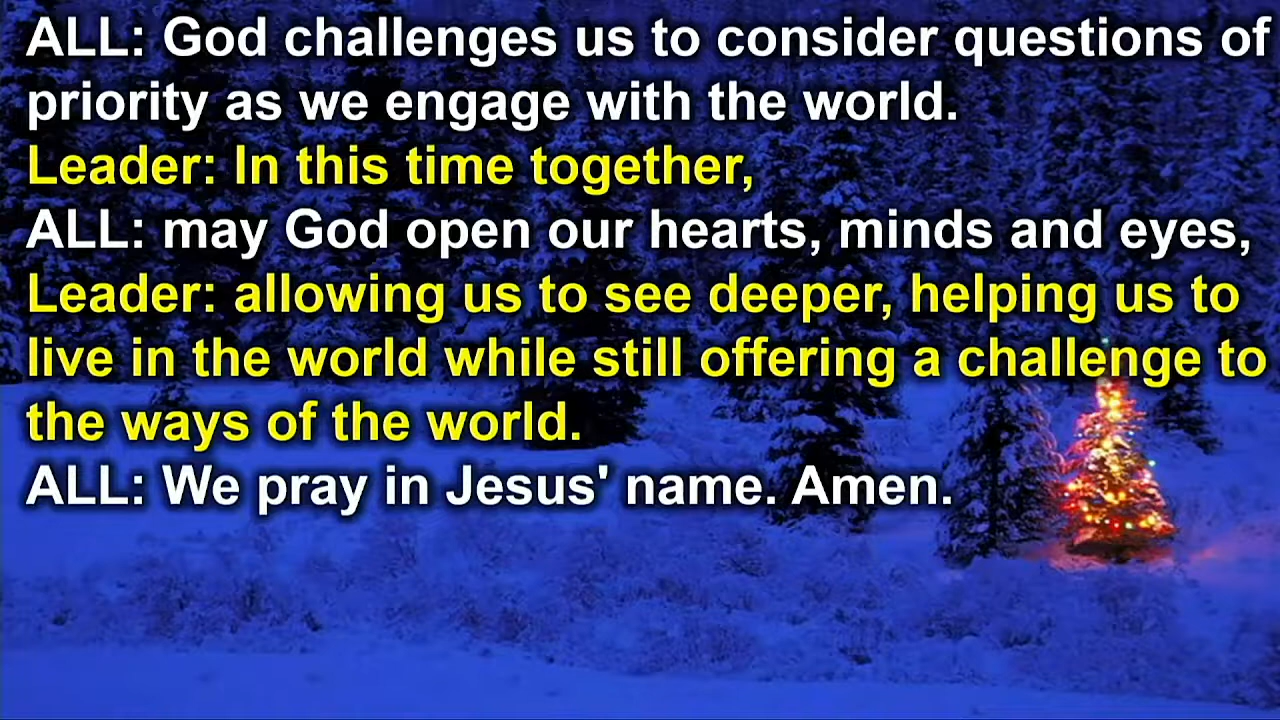 ALL: God challenges us to consider questions of
priority as we engage with the world.
Leader: In this time together,
ALL: may God open our hearts, minds and eyes,
Leader: allowing us to see deeper, helping us to
live in the world while still offering a challenge to
the ways of the world.
ALL: We pray in Jesus' name. Amen.